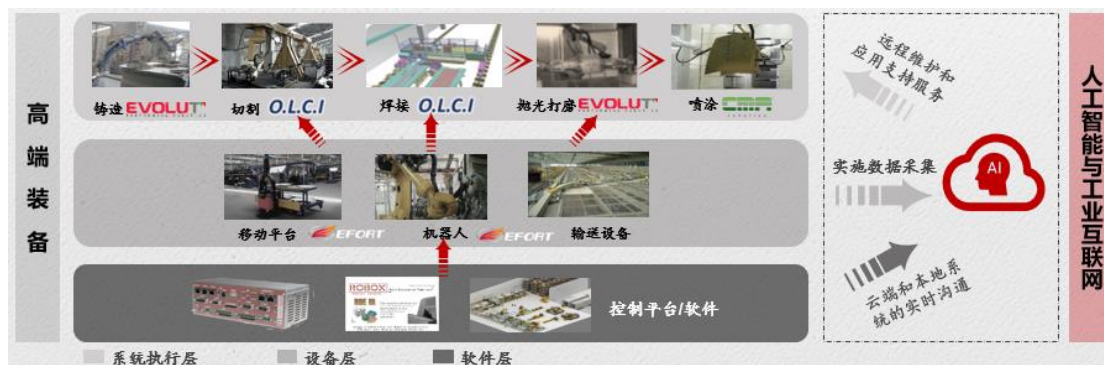 高端装备
铸造 EVOLUT
切割 O.L.C.I
焊接 O.L.C.I
抛光打磨 EVOLUT
喷涂 CMA
移动平台 EFORT
机器人 EFORT
输送设备
ROBOX
控制平台/软件
系统执行层
设备层
软件层
远程维护和
应用支持服务
实施数据采集
AI
云端和本地系
统的实时沟通
人工智能与工业互联网